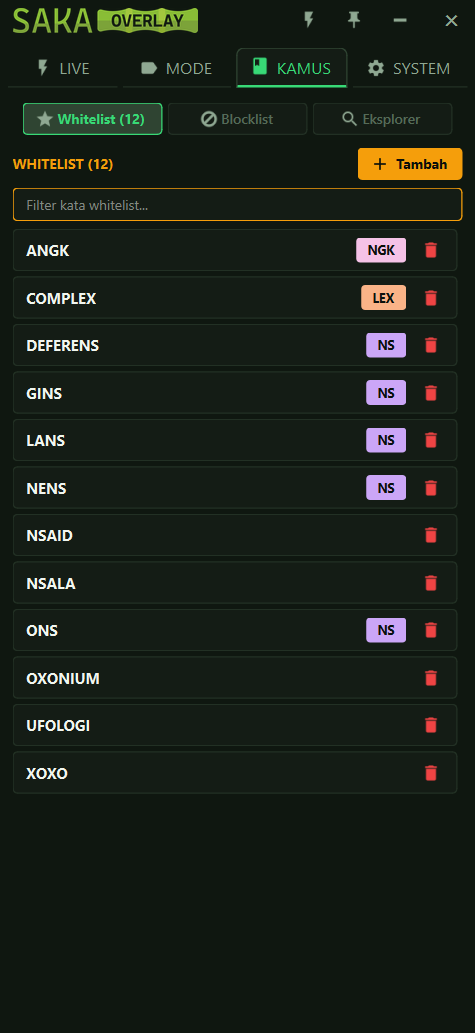 SAKA OVERLAY
LIVE MODE KAMUS SYSTEM
Whitelist (12) Blocklist Eksplorer
WHITELIST (12) + Tambah
Filter kata whitelist...
ANGK NGK
COMPLEX LEX
DEFERENS NS
GINS NS
LANS NS
NENS NS
NSAID
NSALA
ONS NS
OXONIUM
UFOLOGI
XOXO